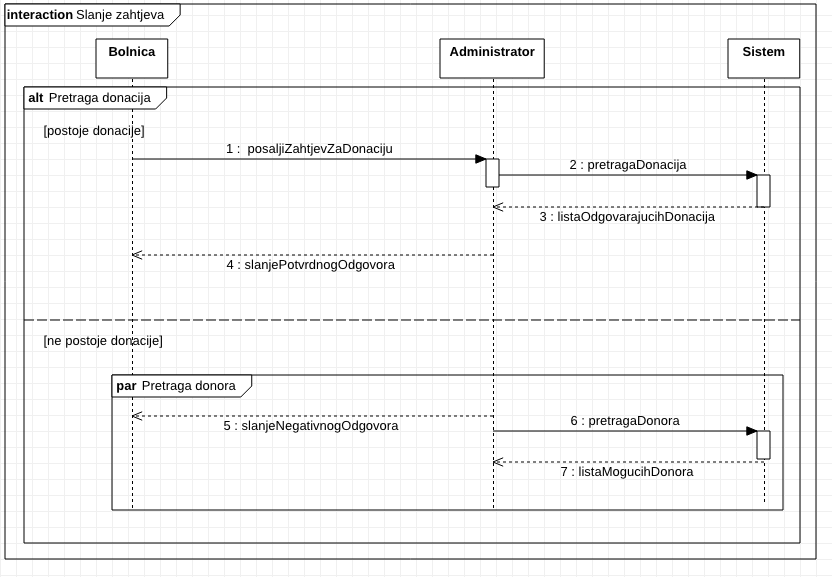 interaction Slanje zahtjeva
Bolnica
Administrator
Sistem
alt Pretraga donacija
[postoje donacije]
1 : posaljiZahtjevZaDonaciju
2 : pretragaDonacija
3 : listaOdgovarajucihDonacija
4 : slanjePotvrdnogOdgovora
[ne postoje donacije]
par Pretraga donora
5 : slanjeNegativnogOdgovora
6 : pretragaDonora
7 : listaMogucihDonora